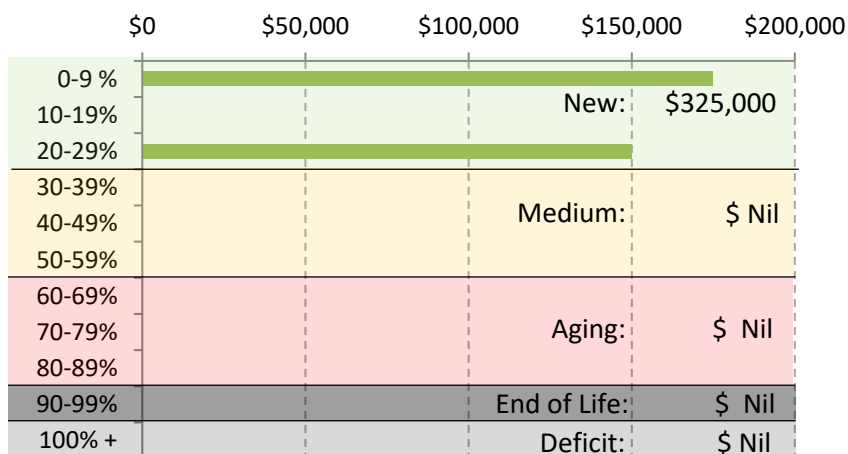 $0 $50,000 $100,000 $150,000 $200,000
0-9 %
New: $325,000
10-19%
20-29%
30-39%
Medium: $ Nil
40-49%
50-59%
60-69%
Aging: $ Nil
70-79%
80-89%
90-99% End of Life: $ Nil
100% + Deficit: $ Nil